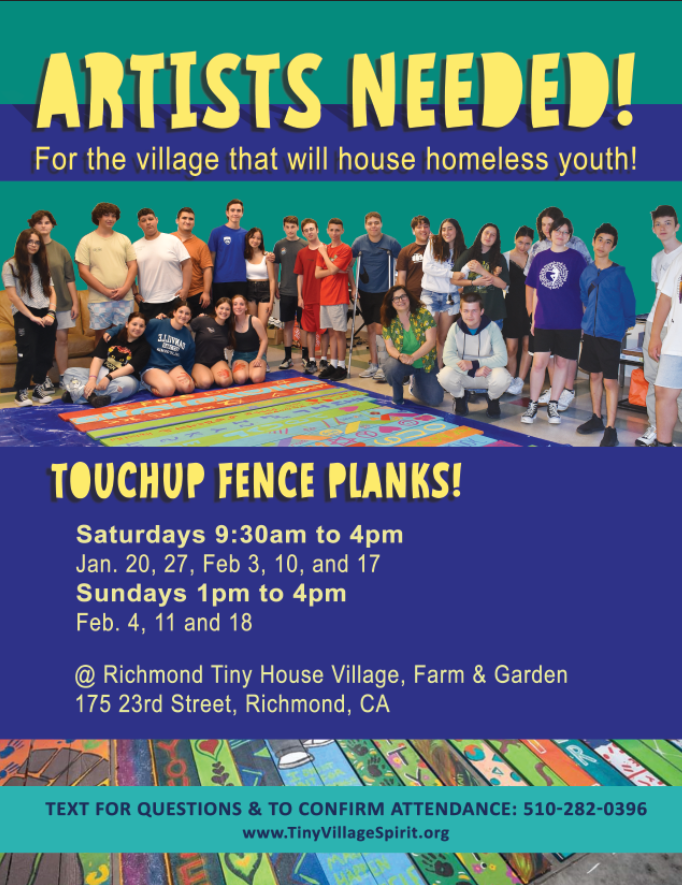 ARTISTS NEEDED!
For the village that will house homeless youth!
TOUCHUP FENCE PLANKS!
Saturdays 9:30am to 4pm
Jan. 20, 27, Feb 3, 10, and 17
Sundays 1pm to 4pm
Feb. 4, 11 and 18
@ Richmond Tiny House Village, Farm & Garden
175 23rd Street, Richmond, CA
YOU
TEXT FOR QUESTIONS & TO CONFIRM ATTENDANCE: 510-282-0396
www.TinyVillageSpirit.org